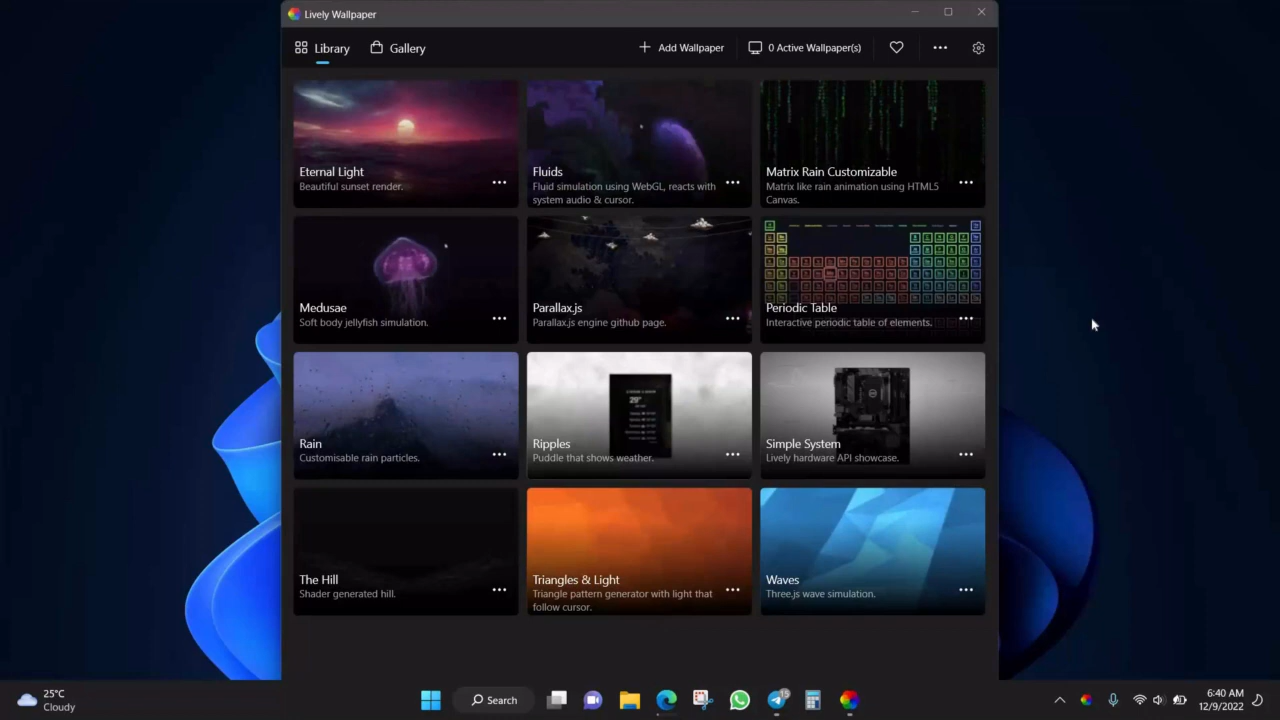 Lively Wallpaper
Library
Gallery
Add Wallpaper
0 Active Wallpaper(s)
Eternal Light
Beautiful sunset render.
Fluids
Fluid simulation using WebGL, reacts with
system audio & cursor.
Matrix Rain Customizable
Matrix like rain animation using HTML5
Canvas.
Medusae
Soft body jellyfish simulation.
Parallax.js
Parallax.js engine github page.
Periodic Table
Interactive periodic table of elements.
Rain
Customisable rain particles.
Ripples
Puddle that shows weather.
29°
Simple System
Lively hardware API showcase.
The Hill
Shader generated hill.
Triangles & Light
Triangle pattern generator with light that
follow cursor.
Waves
Three.js wave simulation.
25°C
Cloudy
Search
15
6:40 AM
12/9/2022